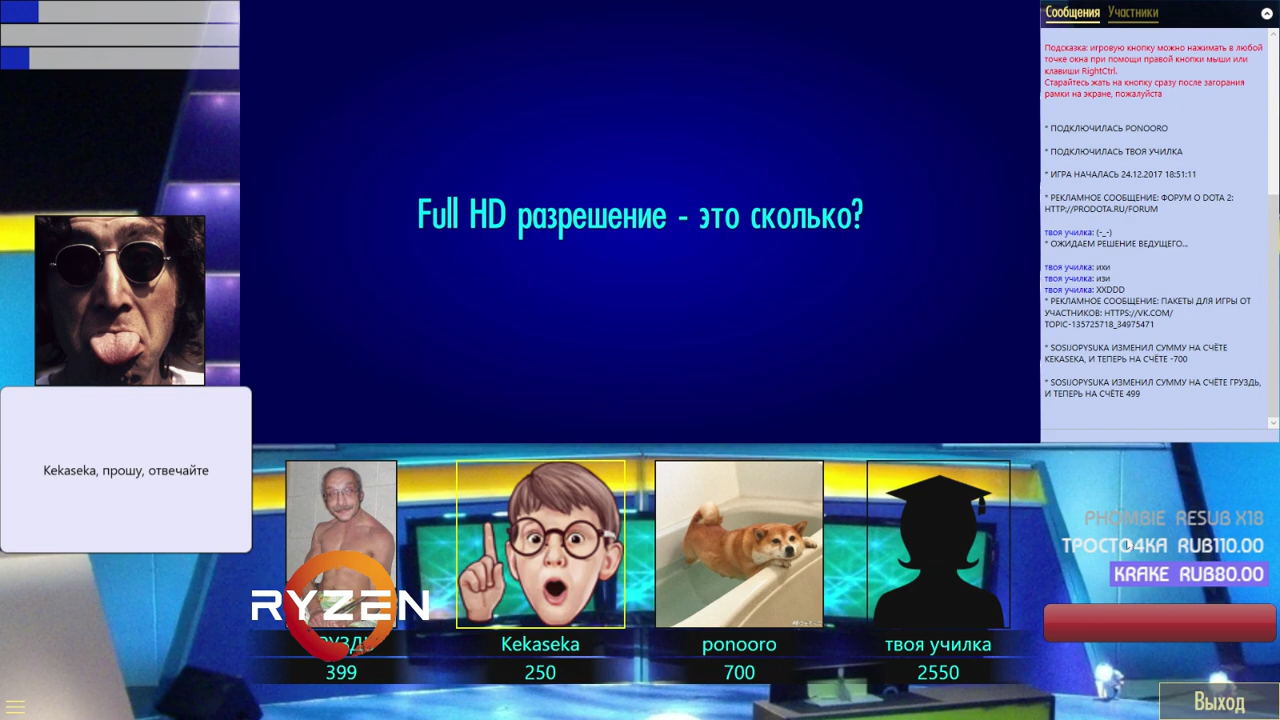 Сообщения Участники
Full HD разрешение - это сколько?
Подсказка: игровую кнопку можно нажимать в любой
точке окна при помощи правой кнопки мыши или
клавиши RightCtrl.
Старайтесь жать на кнопку сразу после загорания
рамки на экране, пожалуйста
* ПОДКЛЮЧИЛАСЬ PONOORO
* ПОДКЛЮЧИЛАСЬ ТВОЯ УЧИЛКА
* ИГРА НАЧАЛАСЬ 24.12.2017 18:51:11
* РЕКЛАМНОЕ СООБЩЕНИЕ: ФОРУМ О DOTA 2:
HTTP://PRODOTA.RU/FORUM
твоя училка: (-_-)
* ОЖИДАЕМ РЕШЕНИЕ ВЕДУЩЕГО...
твоя училка: ихи
твоя училка: изи
твоя училка: XXDDD
* РЕКЛАМНОЕ СООБЩЕНИЕ: ПАКЕТЫ ДЛЯ ИГРЫ ОТ
УЧАСТНИКОВ: HTTPS://VK.COM/
TOPIC-135725718_34975471
* SOSIJOPYSUKA ИЗМЕНИЛ СУММУ НА СЧЁТЕ
KEKASEKA, И ТЕПЕРЬ НА СЧЁТЕ -700
* SOSIJOPYSUKA ИЗМЕНИЛ СУММУ НА СЧЁТЕ ГРУЗДЬ,
И ТЕПЕРЬ НА СЧЁТЕ 499
Kekaseka, прошу, отвечайте
PHOMBIE RESUB X18
ТРОСТО4КА RUB110.00
KRAKE RUB80.00
RYZEN
Kekaseka
ponooro
твоя училка
399
250
700
2550
Выход